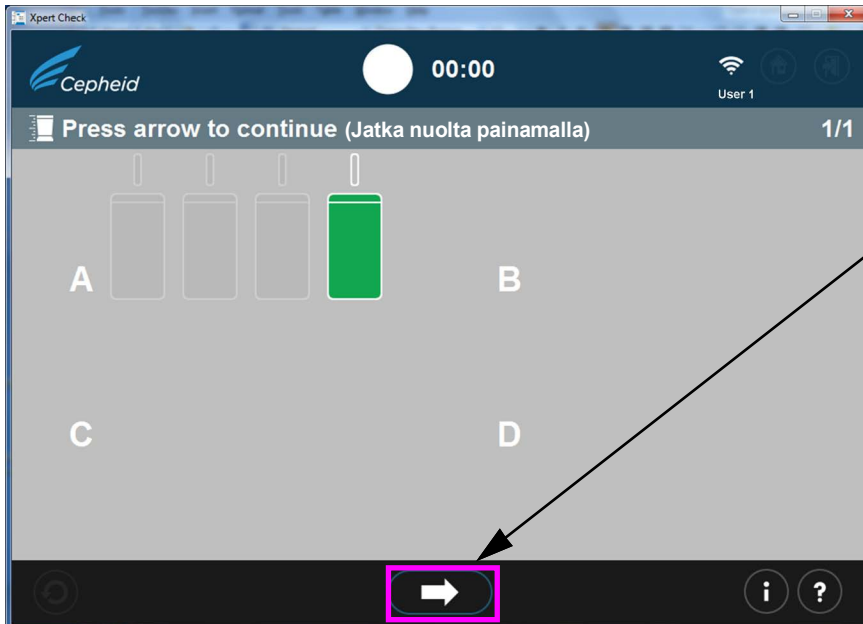 Xpert Check
Cepheid
00:00
User 1
Press arrow to continue (Jatka nuolta painamalla)
1/1
A
B
C
D
i
?